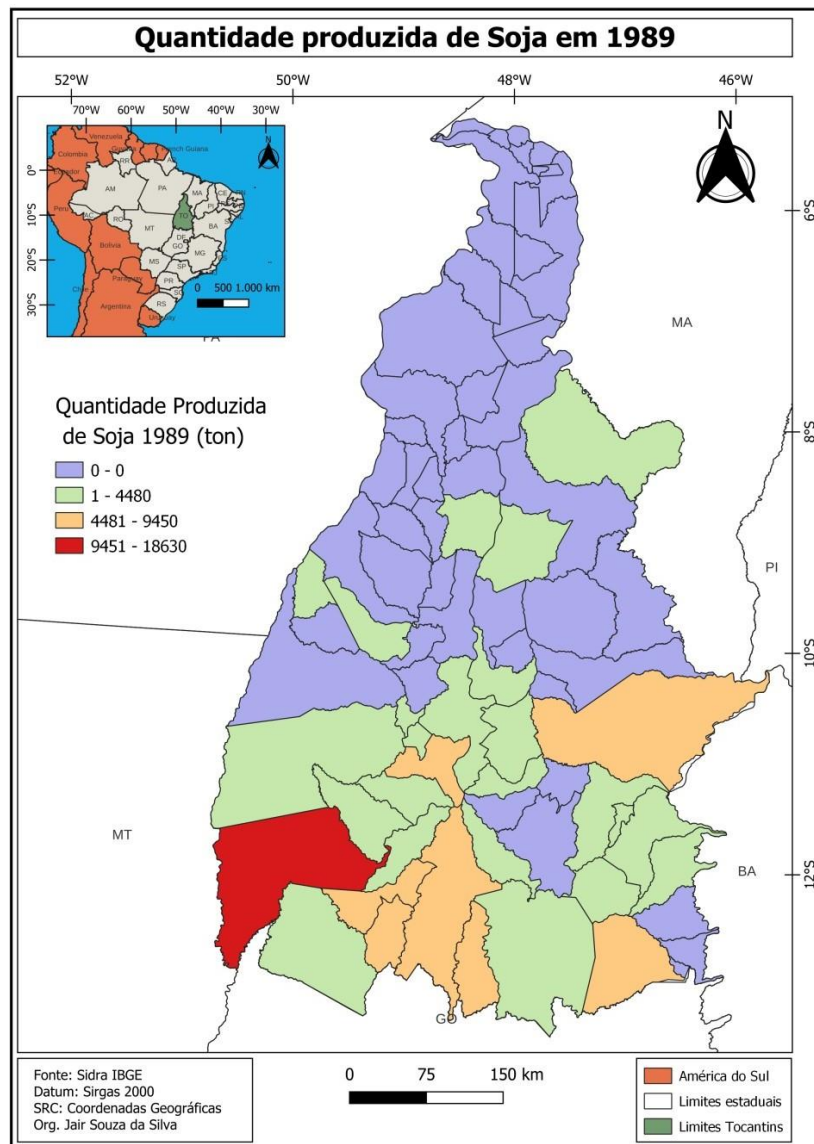 Quantidade produzida de Soja em 1989
52°W
50°W
48°W
46°W
70°W
60°W
50°W
40°W
30°W
0°
10°S
20°S
30°S
N
Venezuela
Colombia
French Guiana
RR
AM
PA
MA
CE
PI
Peru
AC
RO
TO
BA
MT
DF
GO
Bolivia
MG
MS
SP
Paraguay
PR
SC
Chile
Argentina
RS
Uruguay
0 500 1.000 km
N
6°S
8°S
10°S
12°S
PA
MA
PI
MT
BA
GO
Quantidade Produzida
de Soja 1989 (ton)
0 - 0
1 - 4480
4481 - 9450
9451 - 18630
Fonte: Sidra IBGE
Datum: Sirgas 2000
SRC: Coordenadas Geográficas
Org. Jair Souza da Silva
0 75 150 km
América do Sul
Limites estaduais
Limites Tocantins